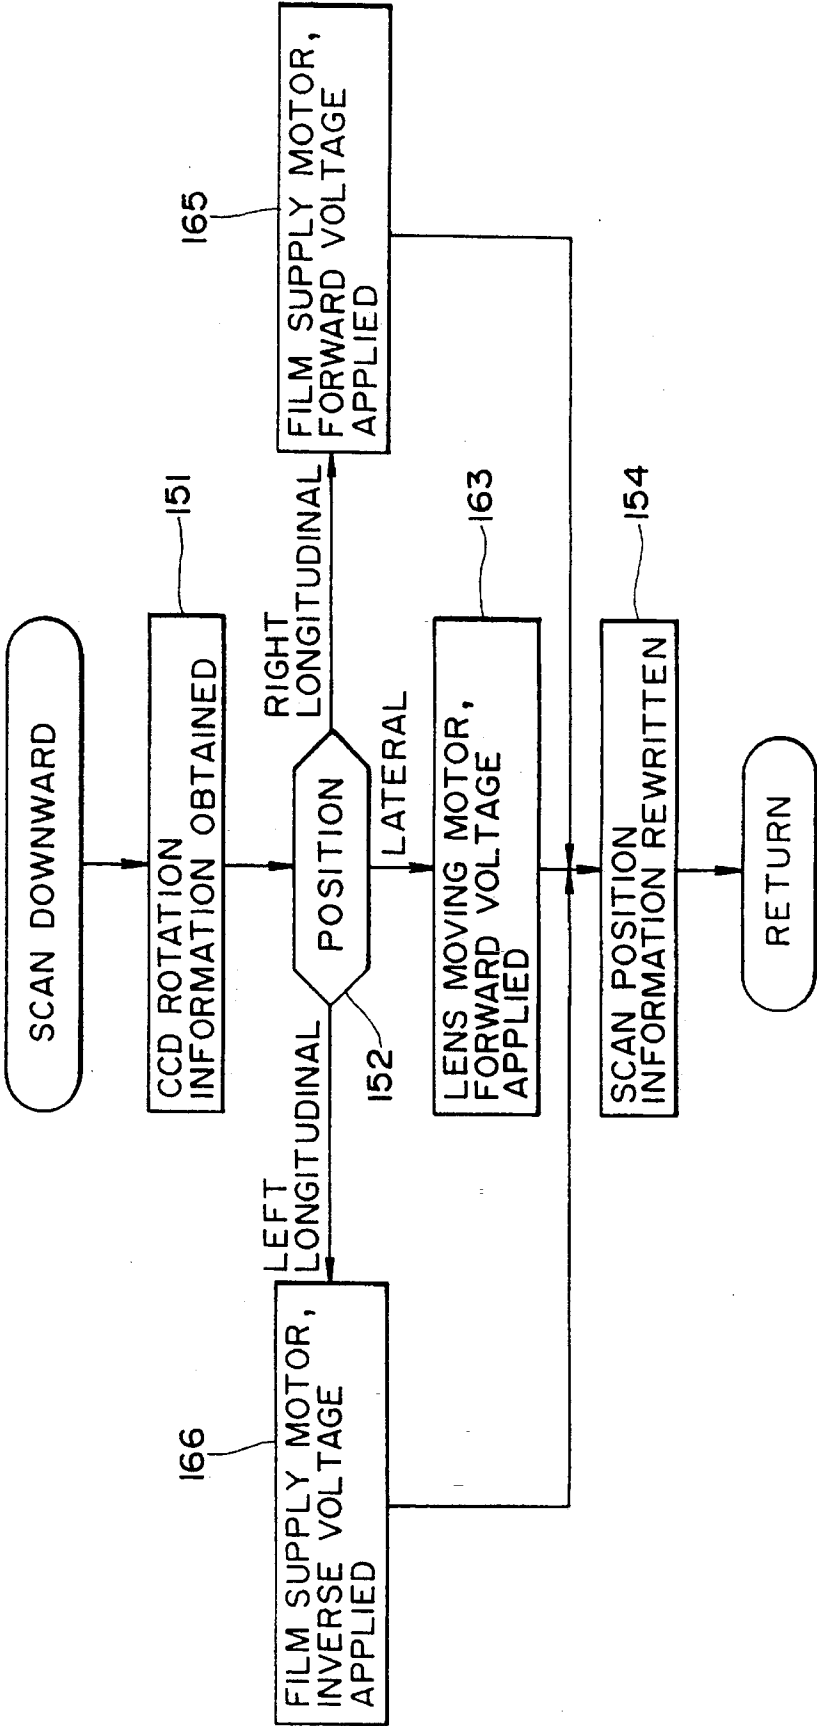 SCAN DOWNWARD
CCD ROTATION
INFORMATION OBTAINED
151
POSITION
152
LEFT
LONGITUDINAL
LATERAL
RIGHT
LONGITUDINAL
FILM SUPPLY MOTOR,
INVERSE VOLTAGE
APPLIED
166
LENS MOVING MOTOR,
FORWARD VOLTAGE
APPLIED
163
FILM SUPPLY MOTOR,
FORWARD VOLTAGE
APPLIED
165
SCAN POSITION
INFORMATION REWRITTEN
154
RETURN